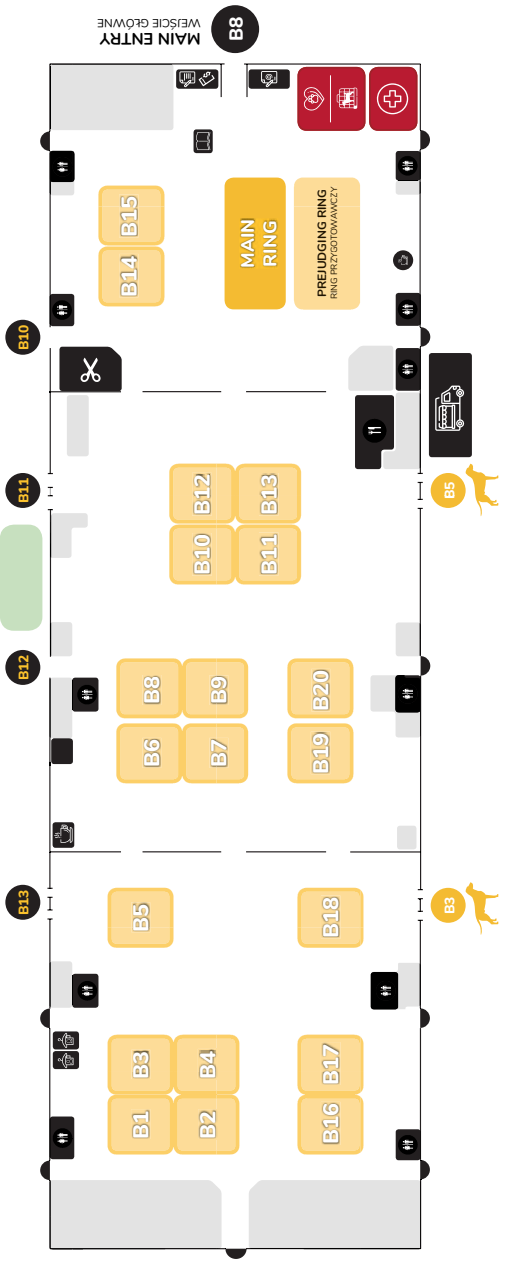 MAIN ENTRY
WEJŚCIE GŁÓWNE
B8
B15
B14
MAIN
RING
PREJUDGING RING
RING PRZYGOTOWAWCZY
B10
B11
B5
B12
B13
B10
B11
B12
B8
B9
B20
B6
B7
B19
B13
B5
B18
B3
B3
B4
B17
B1
B2
B16